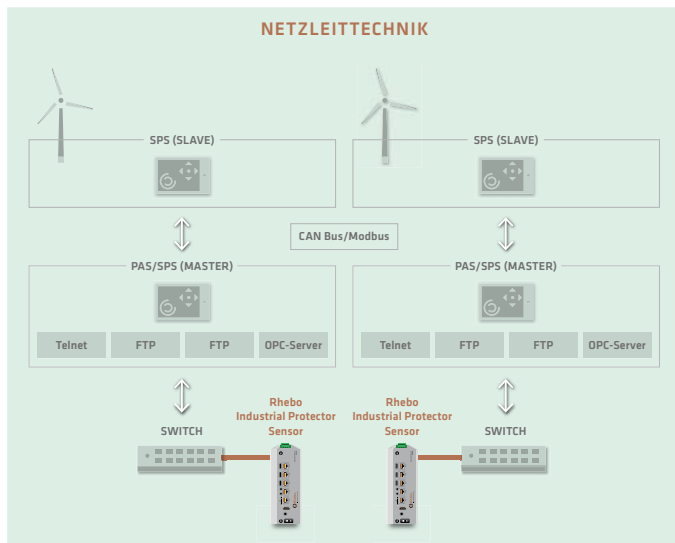 NETZLEITTECHNIK
SPS (SLAVE)
SPS (SLAVE)
CAN Bus/Modbus
PAS/SPS (MASTER)
PAS/SPS (MASTER)
Telnet
FTP
FTP
OPC-Server
Telnet
FTP
FTP
OPC-Server
Rhebo
Industrial Protector
Sensor
Rhebo
Industrial Protector
Sensor
SWITCH
SWITCH